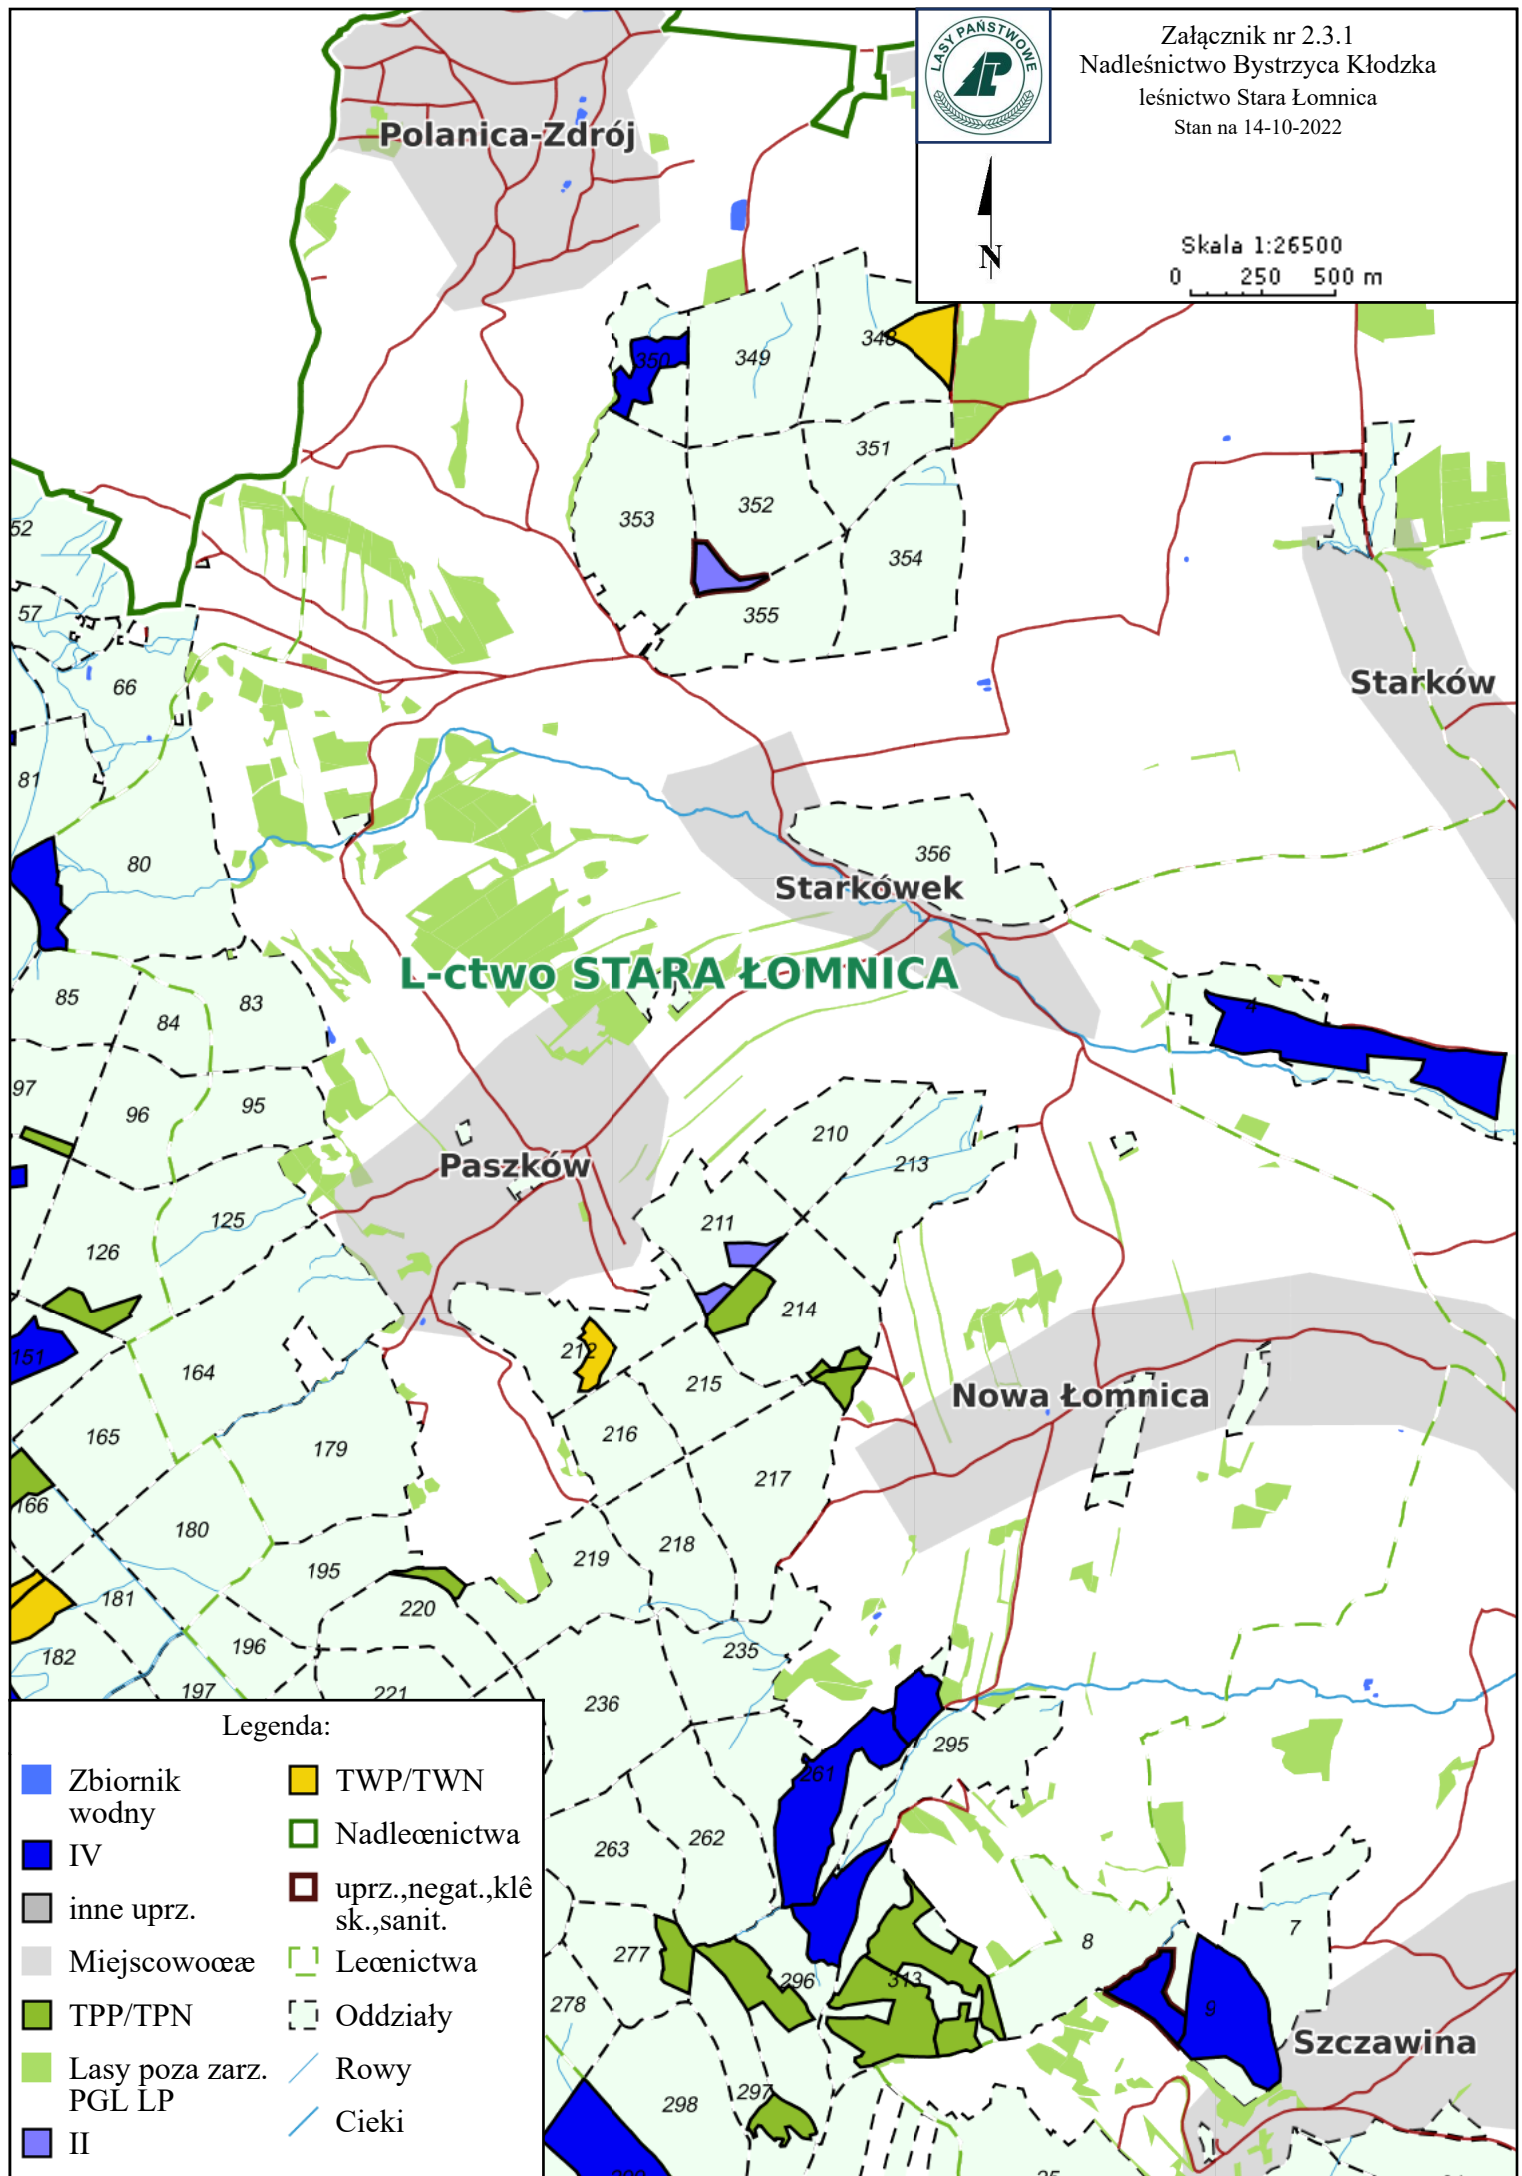 LASY PAŃSTWOWE
LP
Załącznik nr 2.3.1
Nadleśnictwo Bystrzyca Kłodzka
leśnictwo Stara Łomnica
Stan na 14-10-2022
N
Skala 1:26500
0 250 500 m
Polanica-Zdrój
348
350
349
351
352
353
52
354
57
355
Starków
66
81
80
356
Starkówek
L-ctwo STARA ŁOMNICA
85
83
84
4
97
96
95
210
Paszków
213
125
211
126
214
151
212
164
215
Nowa Łomnica
165
216
179
217
166
180
218
219
195
181
220
196
235
182
197
221
236
295
261
262
263
7
8
277
296
313
278
9
Szczawina
297
298
299
25
Legenda:
Zbiornik
wodny
IV
inne uprz.
Miejscowoœæ
TPP/TPN
Lasy poza zarz.
PGL LP
II
TWP/TWN
Nadleœnictwa
uprz.,negat.,klê
sk.,sanit.
Leœnictwa
Oddziały
Rowy
Cieki